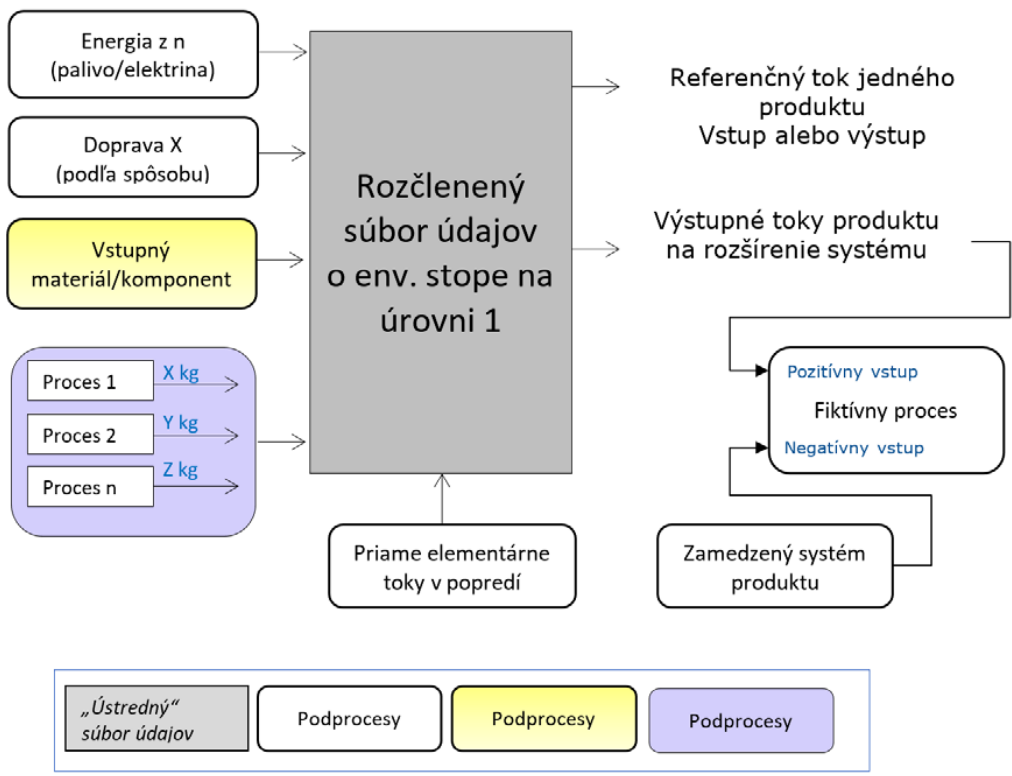 Energia z n
(palivo/elektrina)
Doprava X
(podľa spôsobu)
Vstupný
materiál/komponent
Proces 1
X kg
Proces 2
Y kg
Proces n
Z kg
Rozčlenený
súbor údajov
o env. stope na
úrovni 1
Priame elementárne
toky v popredí
Referenčný tok jedného
produktu
Vstup alebo výstup
Výstupné toky produktu
na rozšírenie systému
Pozitívny vstup
Fiktívny proces
Negatívny vstup
Zamedzený systém
produktu
„Ústredný“
súbor údajov
Podprocesy
Podprocesy
Podprocesy